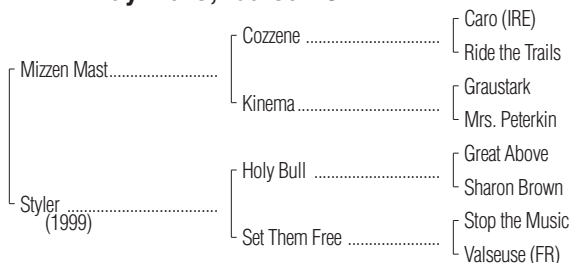 Caro (IRE)
Cozzene ..............................
Ride the Trails
Mizzen Mast........................
Graustark
Kinema ................................
Mrs. Peterkin
Great Above
Holy Bull ............................
Sharon Brown
Styler .................................
(1999)
Stop the Music
Set Them Free ....................
Valseuse (FR)